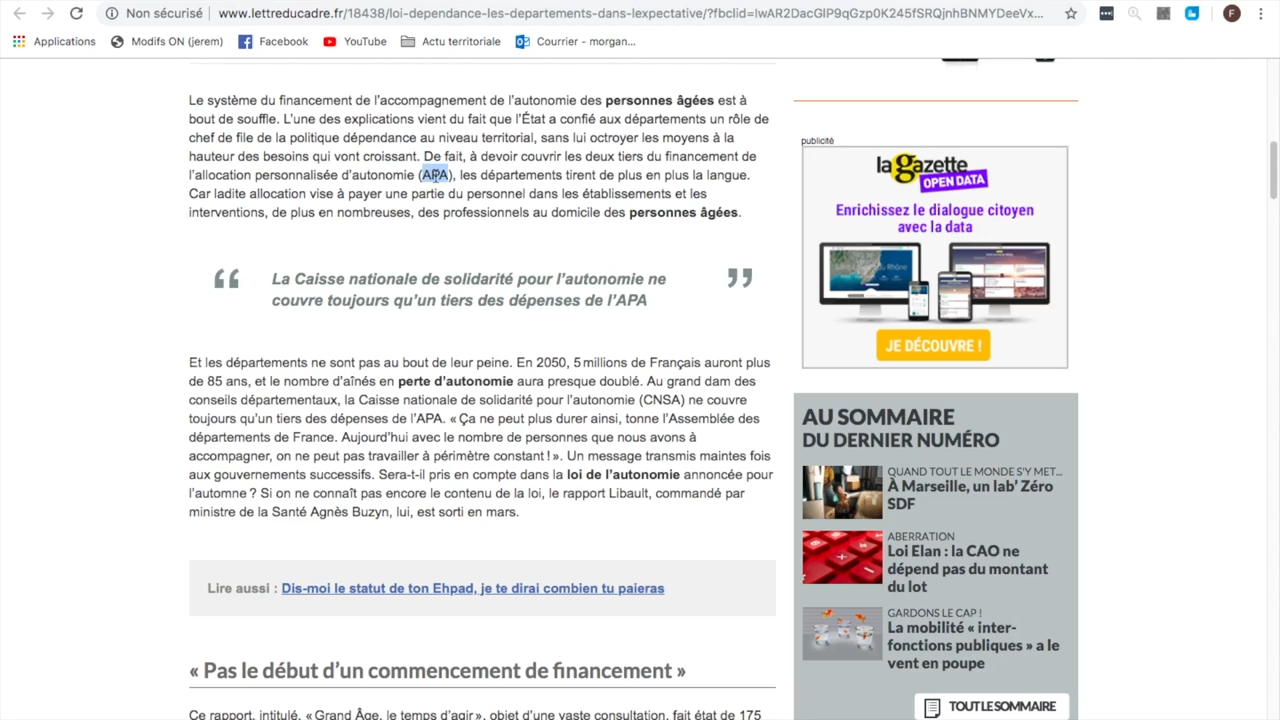 Non sécurisé
www.lettreducadre.fr/18438/loi-dependance-les-departements-dans-lexpectative/?fbclid=IwAR2DacGIP9qGzp0K245fSRQjnhBNMYDeeVx...
F
Applications
Modifs ON (jerem)
Facebook
YouTube
Actu territoriale
Courrier - morgan...
Le système du financement de l'accompagnement de l'autonomie des personnes âgées est à
bout de souffle. L'une des explications vient du fait que l'État a confié aux départements un rôle de
chef de file de la politique dépendance au niveau territorial, sans lui octroyer les moyens à la
hauteur des besoins qui vont croissant. De fait, à devoir couvrir les deux tiers du financement de
l'allocation personnalisée d'autonomie (APA), les départements tirent de plus en plus la langue.
Car ladite allocation vise à payer une partie du personnel dans les établissements et les
interventions, de plus en nombreuses, des professionnels au domicile des personnes âgées.
“ La Caisse nationale de solidarité pour l'autonomie ne ”
couvre toujours qu'un tiers des dépenses de l'APA
Et les départements ne sont pas au bout de leur peine. En 2050, 5 millions de Français auront plus
de 85 ans, et le nombre d'aînés en perte d'autonomie aura presque doublé. Au grand dam des
conseils départementaux, la Caisse nationale de solidarité pour l'autonomie (CNSA) ne couvre
toujours qu'un tiers des dépenses de l'APA. « Ça ne peut plus durer ainsi, tonne l'Assemblée des
départements de France. Aujourd'hui avec le nombre de personnes que nous avons à
accompagner, on ne peut pas travailler à périmètre constant ! ». Un message transmis maintes fois
aux gouvernements successifs. Sera-t-il pris en compte dans la loi de l'autonomie annoncée pour
l'automne ? Si on ne connaît pas encore le contenu de la loi, le rapport Libault, commandé par
ministre de la Santé Agnès Buzyn, lui, est sorti en mars.
Lire aussi : Dis-moi le statut de ton Ehpad, je te dirai combien tu paieras
« Pas le début d'un commencement de financement »
Ce rapport, intitulé, « Grand Âge, le temps d'agir », objet d'une vaste consultation, fait état de 175
publicité
la gazette
OPEN DATA
Enrichissez le dialogue citoyen
avec la data
JE DÉCOUVRE !
AU SOMMAIRE
DU DERNIER NUMÉRO
QUAND TOUT LE MONDE S'Y MET...
À Marseille, un lab' Zéro
SDF
ABERRATION
Loi Elan : la CAO ne
dépend pas du montant
du lot
GARDONS LE CAP !
La mobilité « inter-
fonctions publiques » a le
vent en poupe
TOUT LE SOMMAIRE